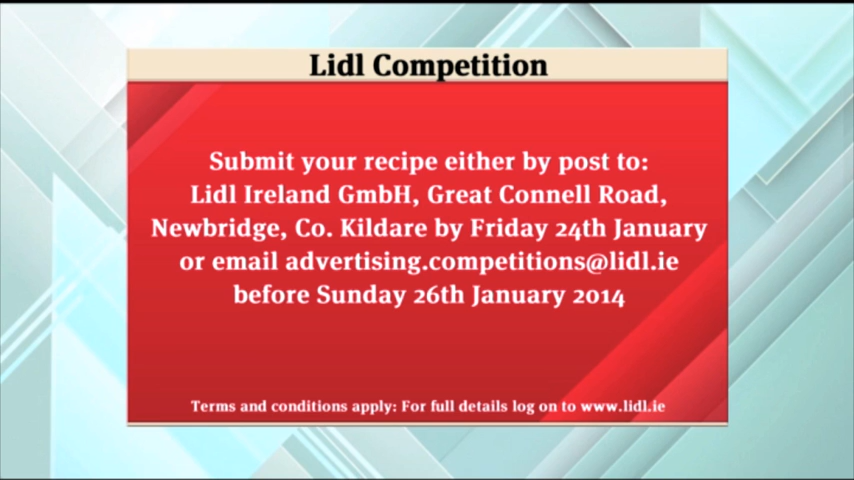 Lidl Competition
Submit your recipe either by post to:
Lidl Ireland GmbH, Great Connell Road,
Newbridge, Co. Kildare by Friday 24th January
or email advertising.competitions@lidl.ie
before Sunday 26th January 2014
Terms and conditions apply: For full details log on to www.lidl.ie